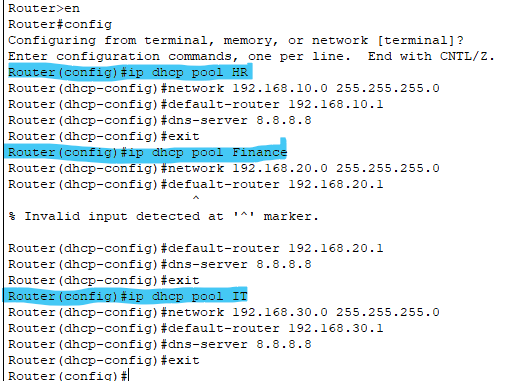 Router>en
Router#config
Configuring from terminal, memory, or network [terminal]?
Enter configuration commands, one per line.  End with CNTL/Z.
Router(config)#ip dhcp pool HR
Router(dhcp-config)#network 192.168.10.0 255.255.255.0
Router(dhcp-config)#default-router 192.168.10.1
Router(dhcp-config)#dns-server 8.8.8.8
Router(dhcp-config)#exit
Router(config)#ip dhcp pool Finance
Router(dhcp-config)#network 192.168.20.0 255.255.255.0
Router(dhcp-config)#defualt-router 192.168.20.1
^
% Invalid input detected at '^' marker.
Router(dhcp-config)#default-router 192.168.20.1
Router(dhcp-config)#dns-server 8.8.8.8
Router(dhcp-config)#exit
Router(config)#ip dhcp pool IT
Router(dhcp-config)#network 192.168.30.0 255.255.255.0
Router(dhcp-config)#default-router 192.168.30.1
Router(dhcp-config)#dns-server 8.8.8.8
Router(dhcp-config)#exit
Router(config)#